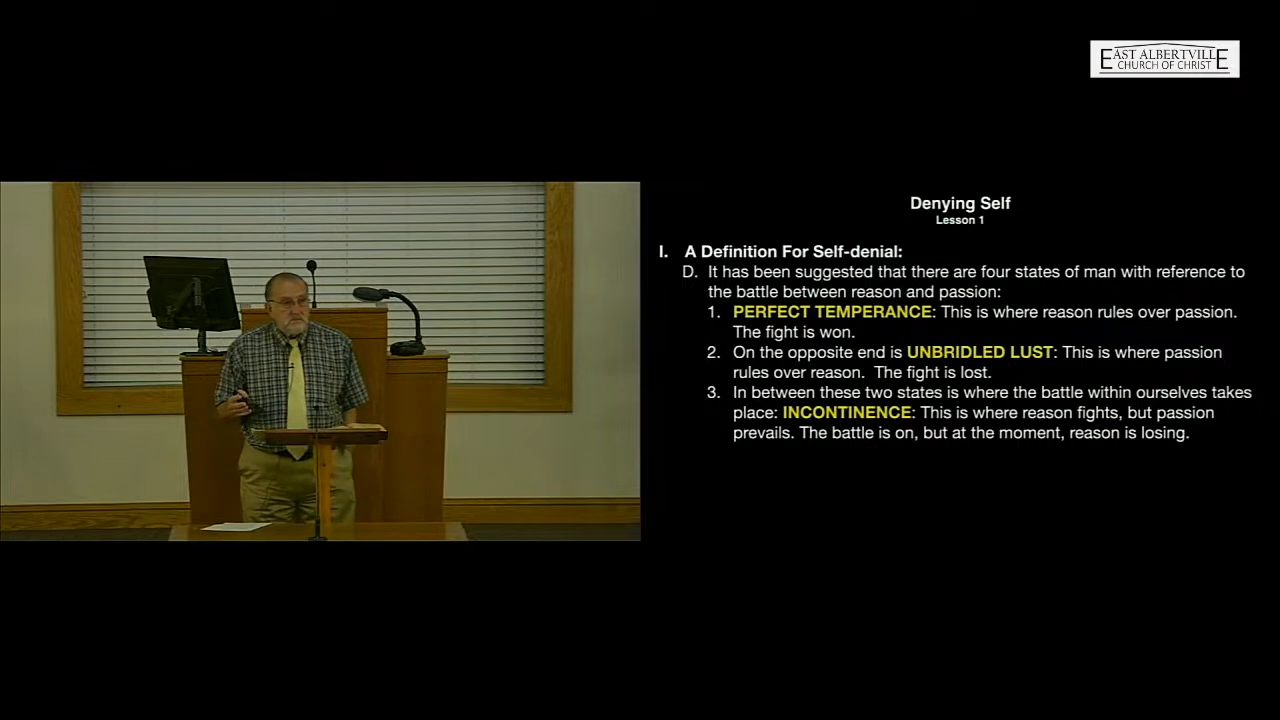 EAST ALBERTVILLE
CHURCH OF CHRIST
Denying Self
Lesson 1
I. A Definition For Self-denial:
D. It has been suggested that there are four states of man with reference to
the battle between reason and passion:
1. PERFECT TEMPERANCE: This is where reason rules over passion.
The fight is won.
2. On the opposite end is UNBRIDLED LUST: This is where passion
rules over reason. The fight is lost.
3. In between these two states is where the battle within ourselves takes
place: INCONTINENCE: This is where reason fights, but passion
prevails. The battle is on, but at the moment, reason is losing.